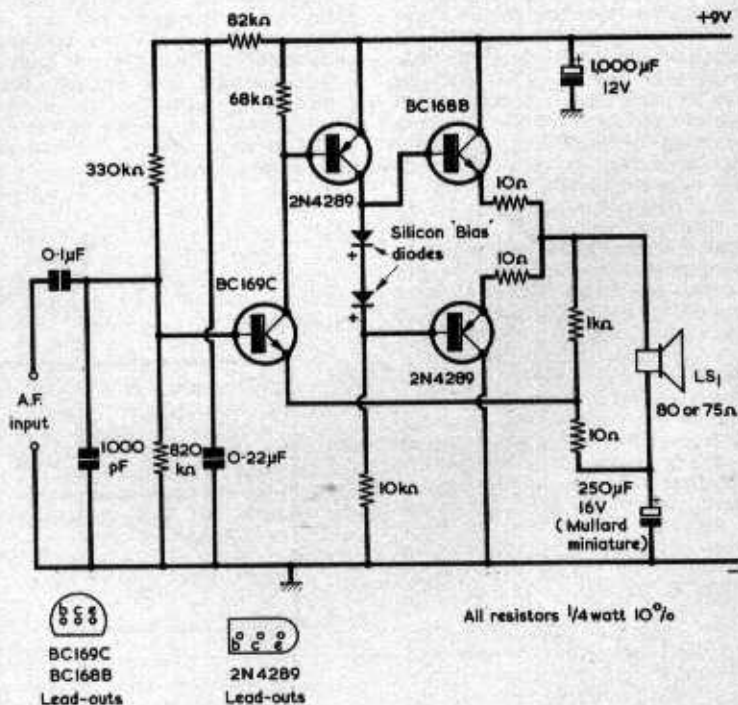 82kΩ
+9V
1,000µF
12V
68kΩ
BC168B
330kΩ
10Ω
2N4289
Silicon 'Bias'
diodes
+
0·1µF
10Ω
BC169C
+
1kΩ
2N4289
LS1
80 or 75Ω
A.F.
input
10Ω
1000
pF
820
kΩ
0·22µF
10kΩ
250µF
16V
(Mullard
miniature)
+
–
b c e
BC169C
BC168B
Lead-outs
b c e
2N4289
Lead-outs
All resistors 1/4 watt 10%